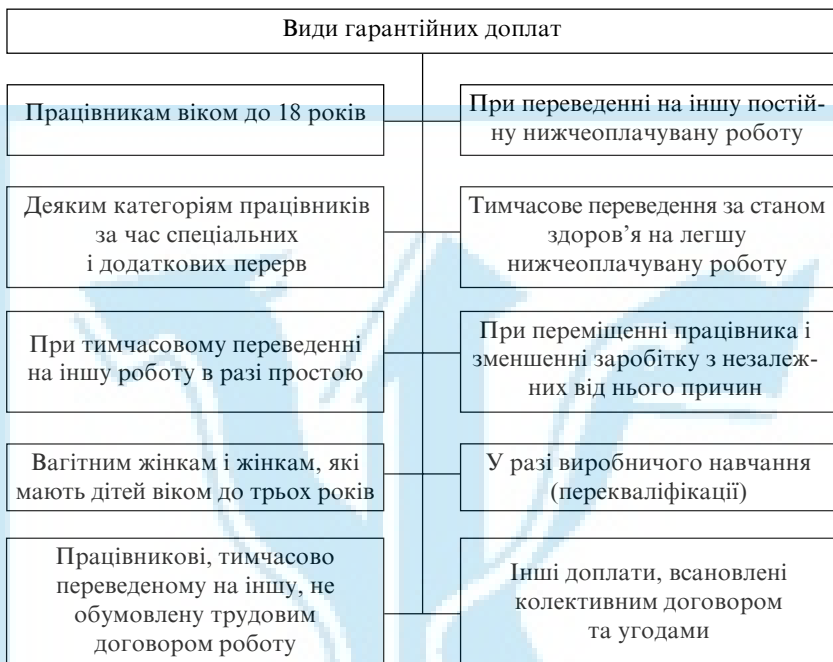 Види гарантійних доплат
Працівникам віком до 18 років
При переведенні на іншу постій-
ну нижчеоплачувану роботу
Деяким категоріям працівників
за час спеціальних
і додаткових перерв
Тимчасове переведення за станом
здоров’я на легшу
нижчеоплачувану роботу
При тимчасовому переведенні
на іншу роботу в разі простою
При переміщенні працівника і
зменшенні заробітку з незалеж-
них від нього причин
Вагітним жінкам і жінкам, які
мають дітей віком до трьох років
У разі виробничого навчання
(перекваліфікації)
Працівникові, тимчасово
переведеному на іншу, не
обумовлену трудовим
договором роботу
Інші доплати, всановлені
колективним договором
та угодами